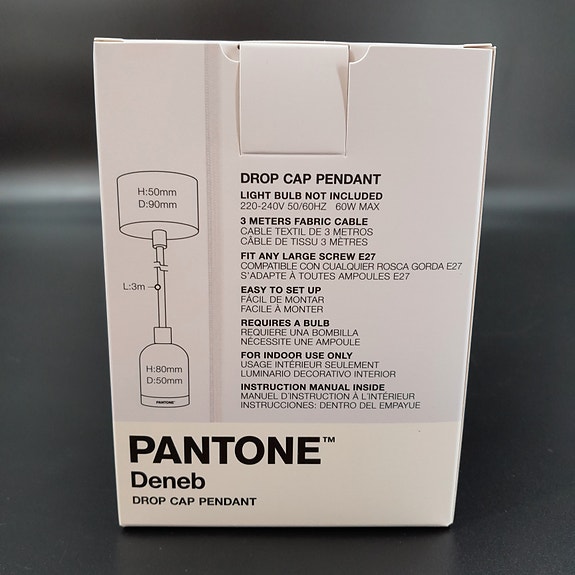 H:50mm
D:90mm
L:3m
H:80mm
D:50mm
PANTONE
DROP CAP PENDANT
LIGHT BULB NOT INCLUDED
220-240V 50/60HZ 60W MAX
3 METERS FABRIC CABLE
CABLE TEXTIL DE 3 METROS
CÂBLE DE TISSU 3 MÈTRES
FIT ANY LARGE SCREW E27
COMPATIBLE CON CUALQUIER ROSCA GORDA E27
S'ADAPTE À TOUTES AMPOULES E27
EASY TO SET UP
FÁCIL DE MONTAR
FACILE À MONTER
REQUIRES A BULB
REQUIERE UNA BOMBILLA
NÉCESSITE UNE AMPOULE
FOR INDOOR USE ONLY
USAGE INTÉRIEUR SEULEMENT
LUMINARIO DECORATIVO INTERIOR
INSTRUCTION MANUAL INSIDE
MANUEL D'INSTRUCTION À L'INTÉRIEUR
INSTRUCCIONES: DENTRO DEL EMPAYUE
PANTONE™
Deneb
DROP CAP PENDANT